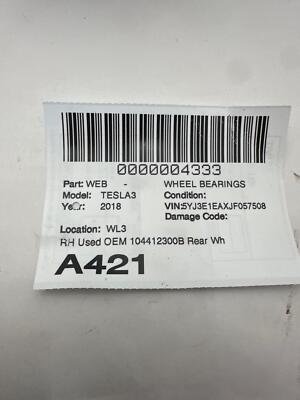 0000004333
Part: WEB - WHEEL BEARINGS
Model: TESLA3 Condition:
Year: 2018 VIN:5YJ3E1EAXJF057508
Damage Code:
Location: WL3
RH Used OEM 104412300B Rear Wh
A421